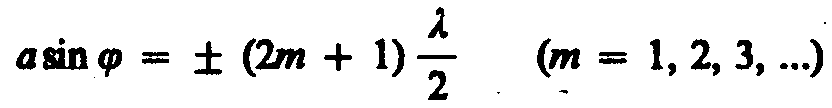 a sin φ = ± (2m + 1) λ/2 (m = 1, 2, 3, ...)